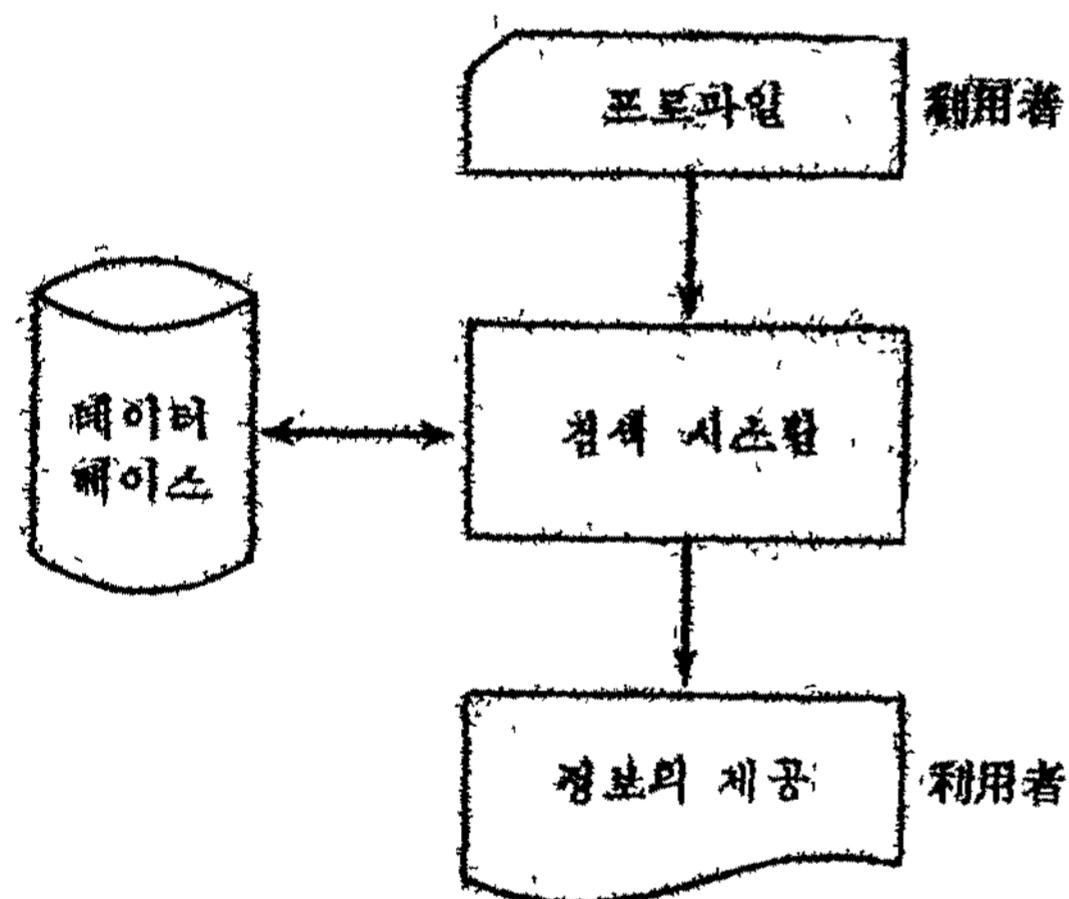 프로파일 利用者
데이터
베이스
검색 시스템
정보의 제공 利用者